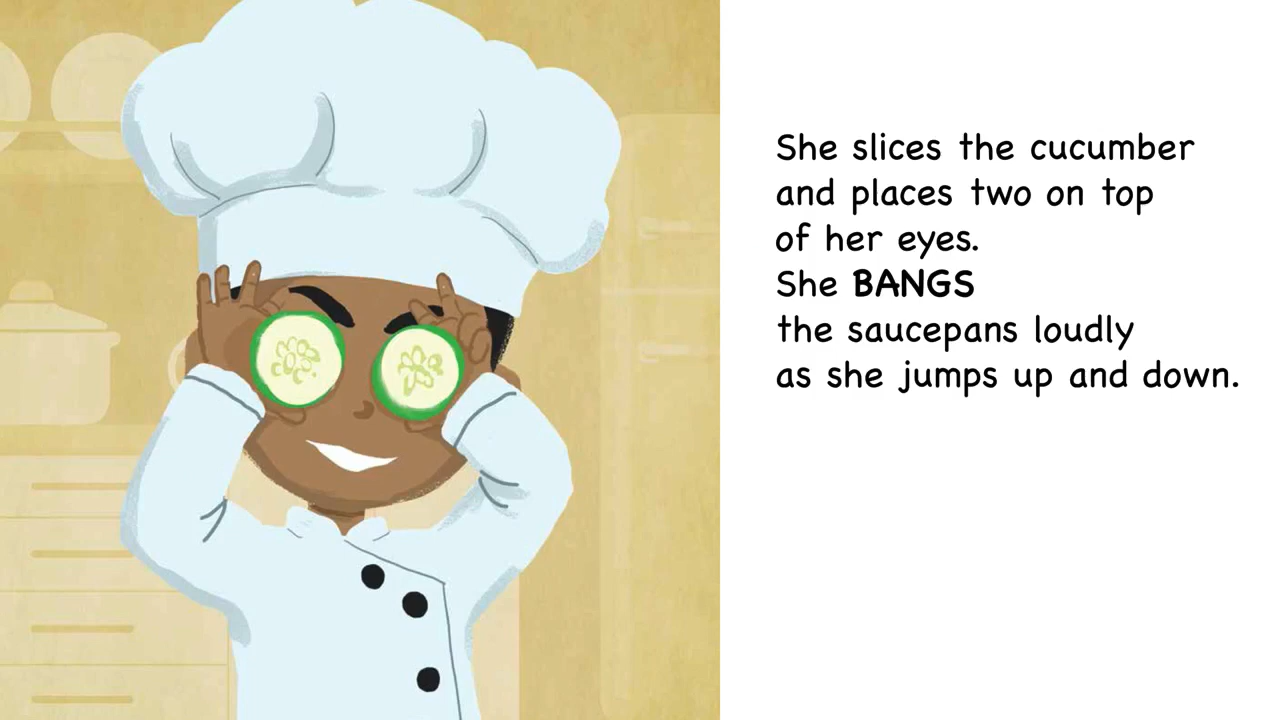 She slices the cucumber
and places two on top
of her eyes.
She BANGS
the saucepans loudly
as she jumps up and down.